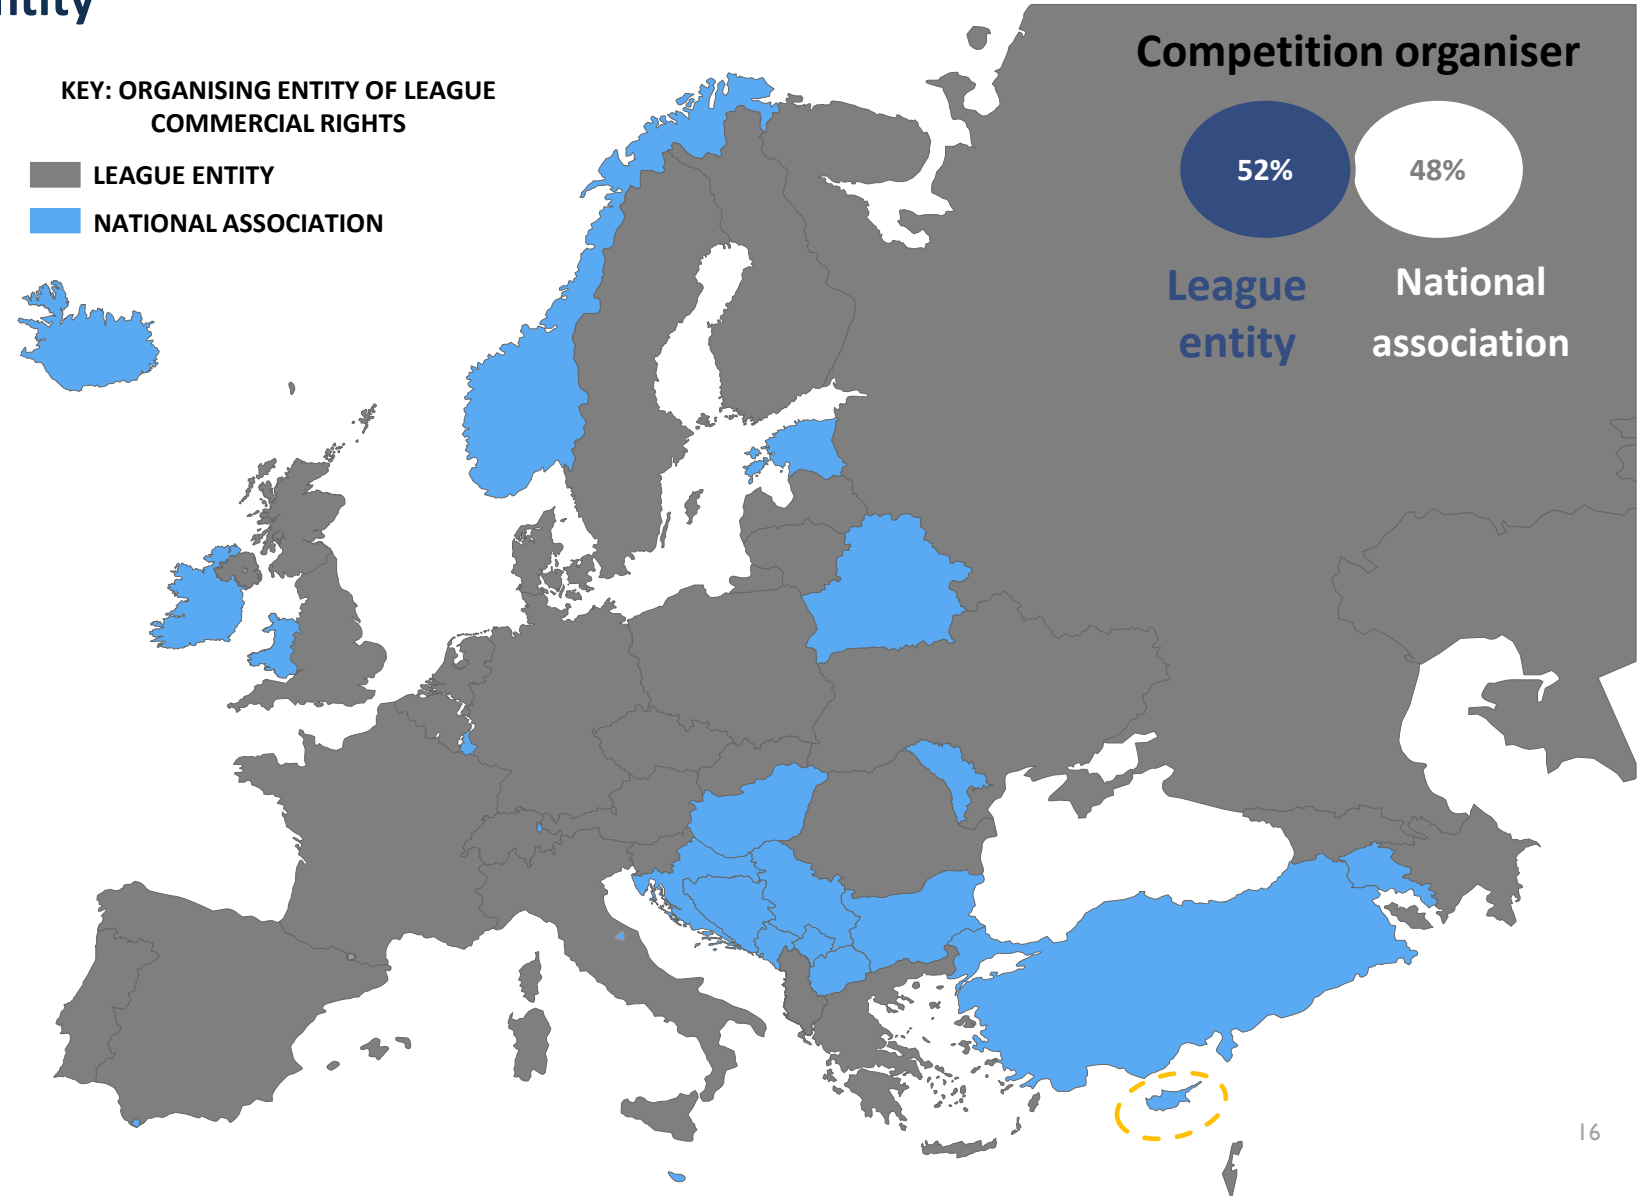 KEY: ORGANISING ENTITY OF LEAGUE
COMMERCIAL RIGHTS
LEAGUE ENTITY
NATIONAL ASSOCIATION
Competition organiser
52%
48%
League
entity
National
association
16